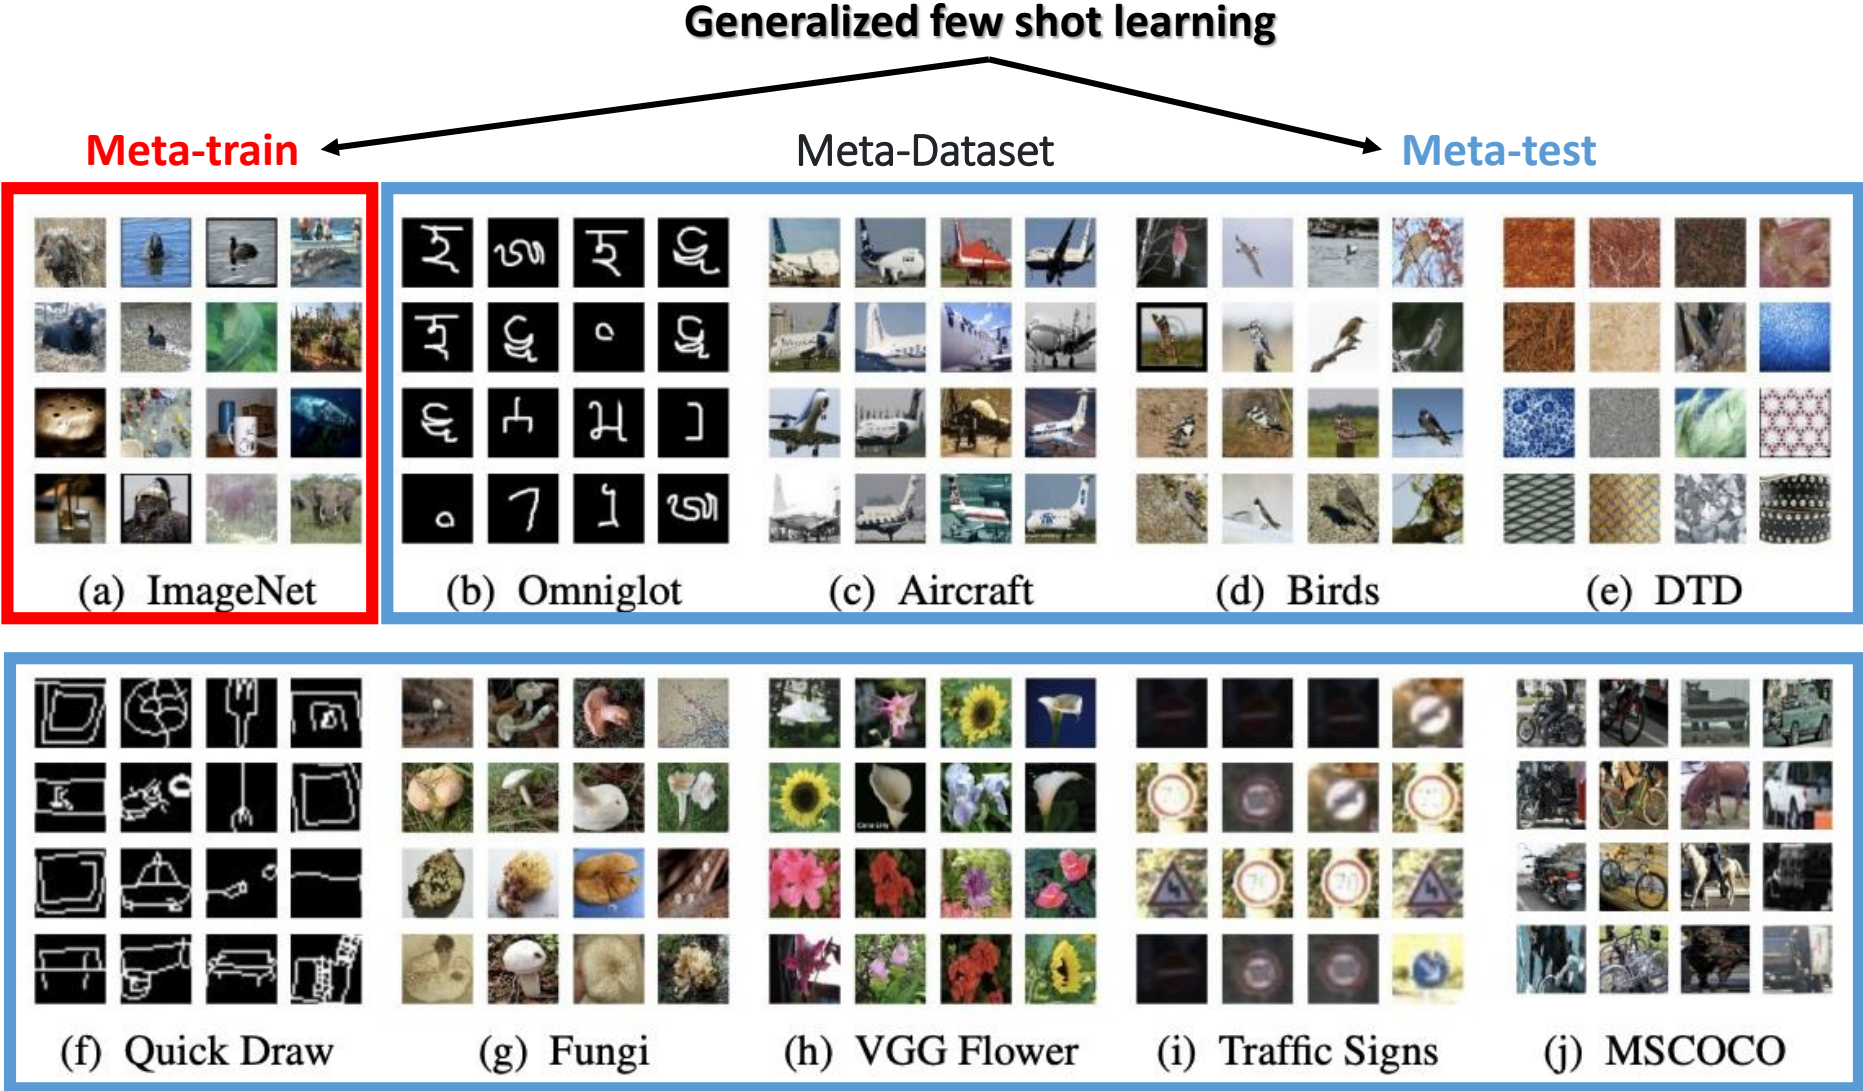 Generalized few shot learning
Meta-train
Meta-Dataset
Meta-test
(a) ImageNet
(b) Omniglot
(c) Aircraft
(d) Birds
(e) DTD
(f) Quick Draw
(g) Fungi
(h) VGG Flower
(i) Traffic Signs
(j) MSCOCO